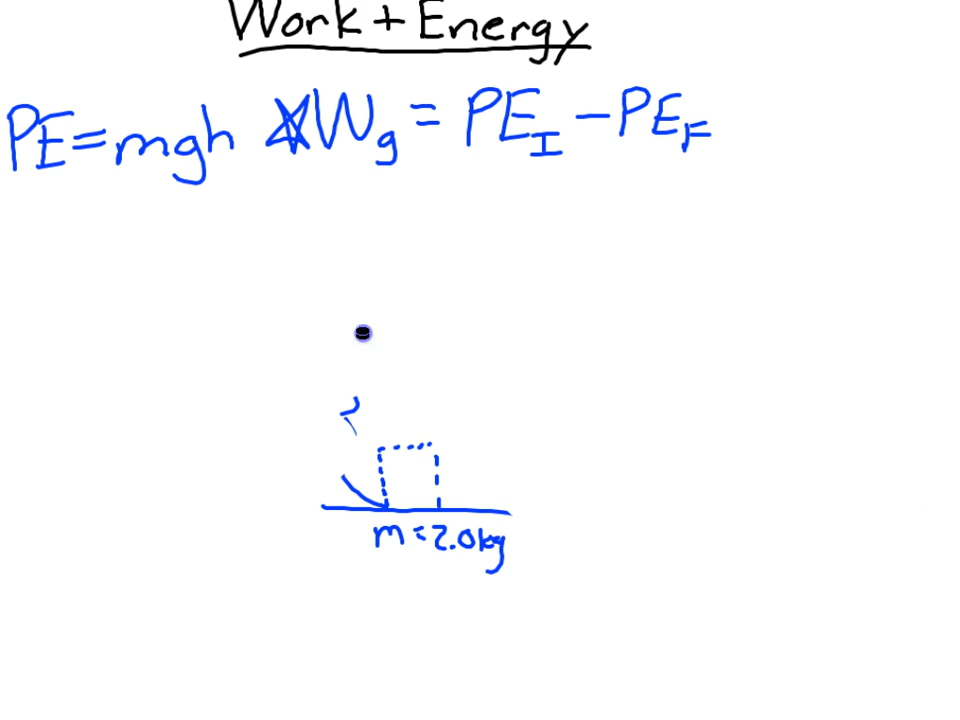 Work + Energy
PE = mgh ☆Wg = PEI - PEF
m = 2.0kg